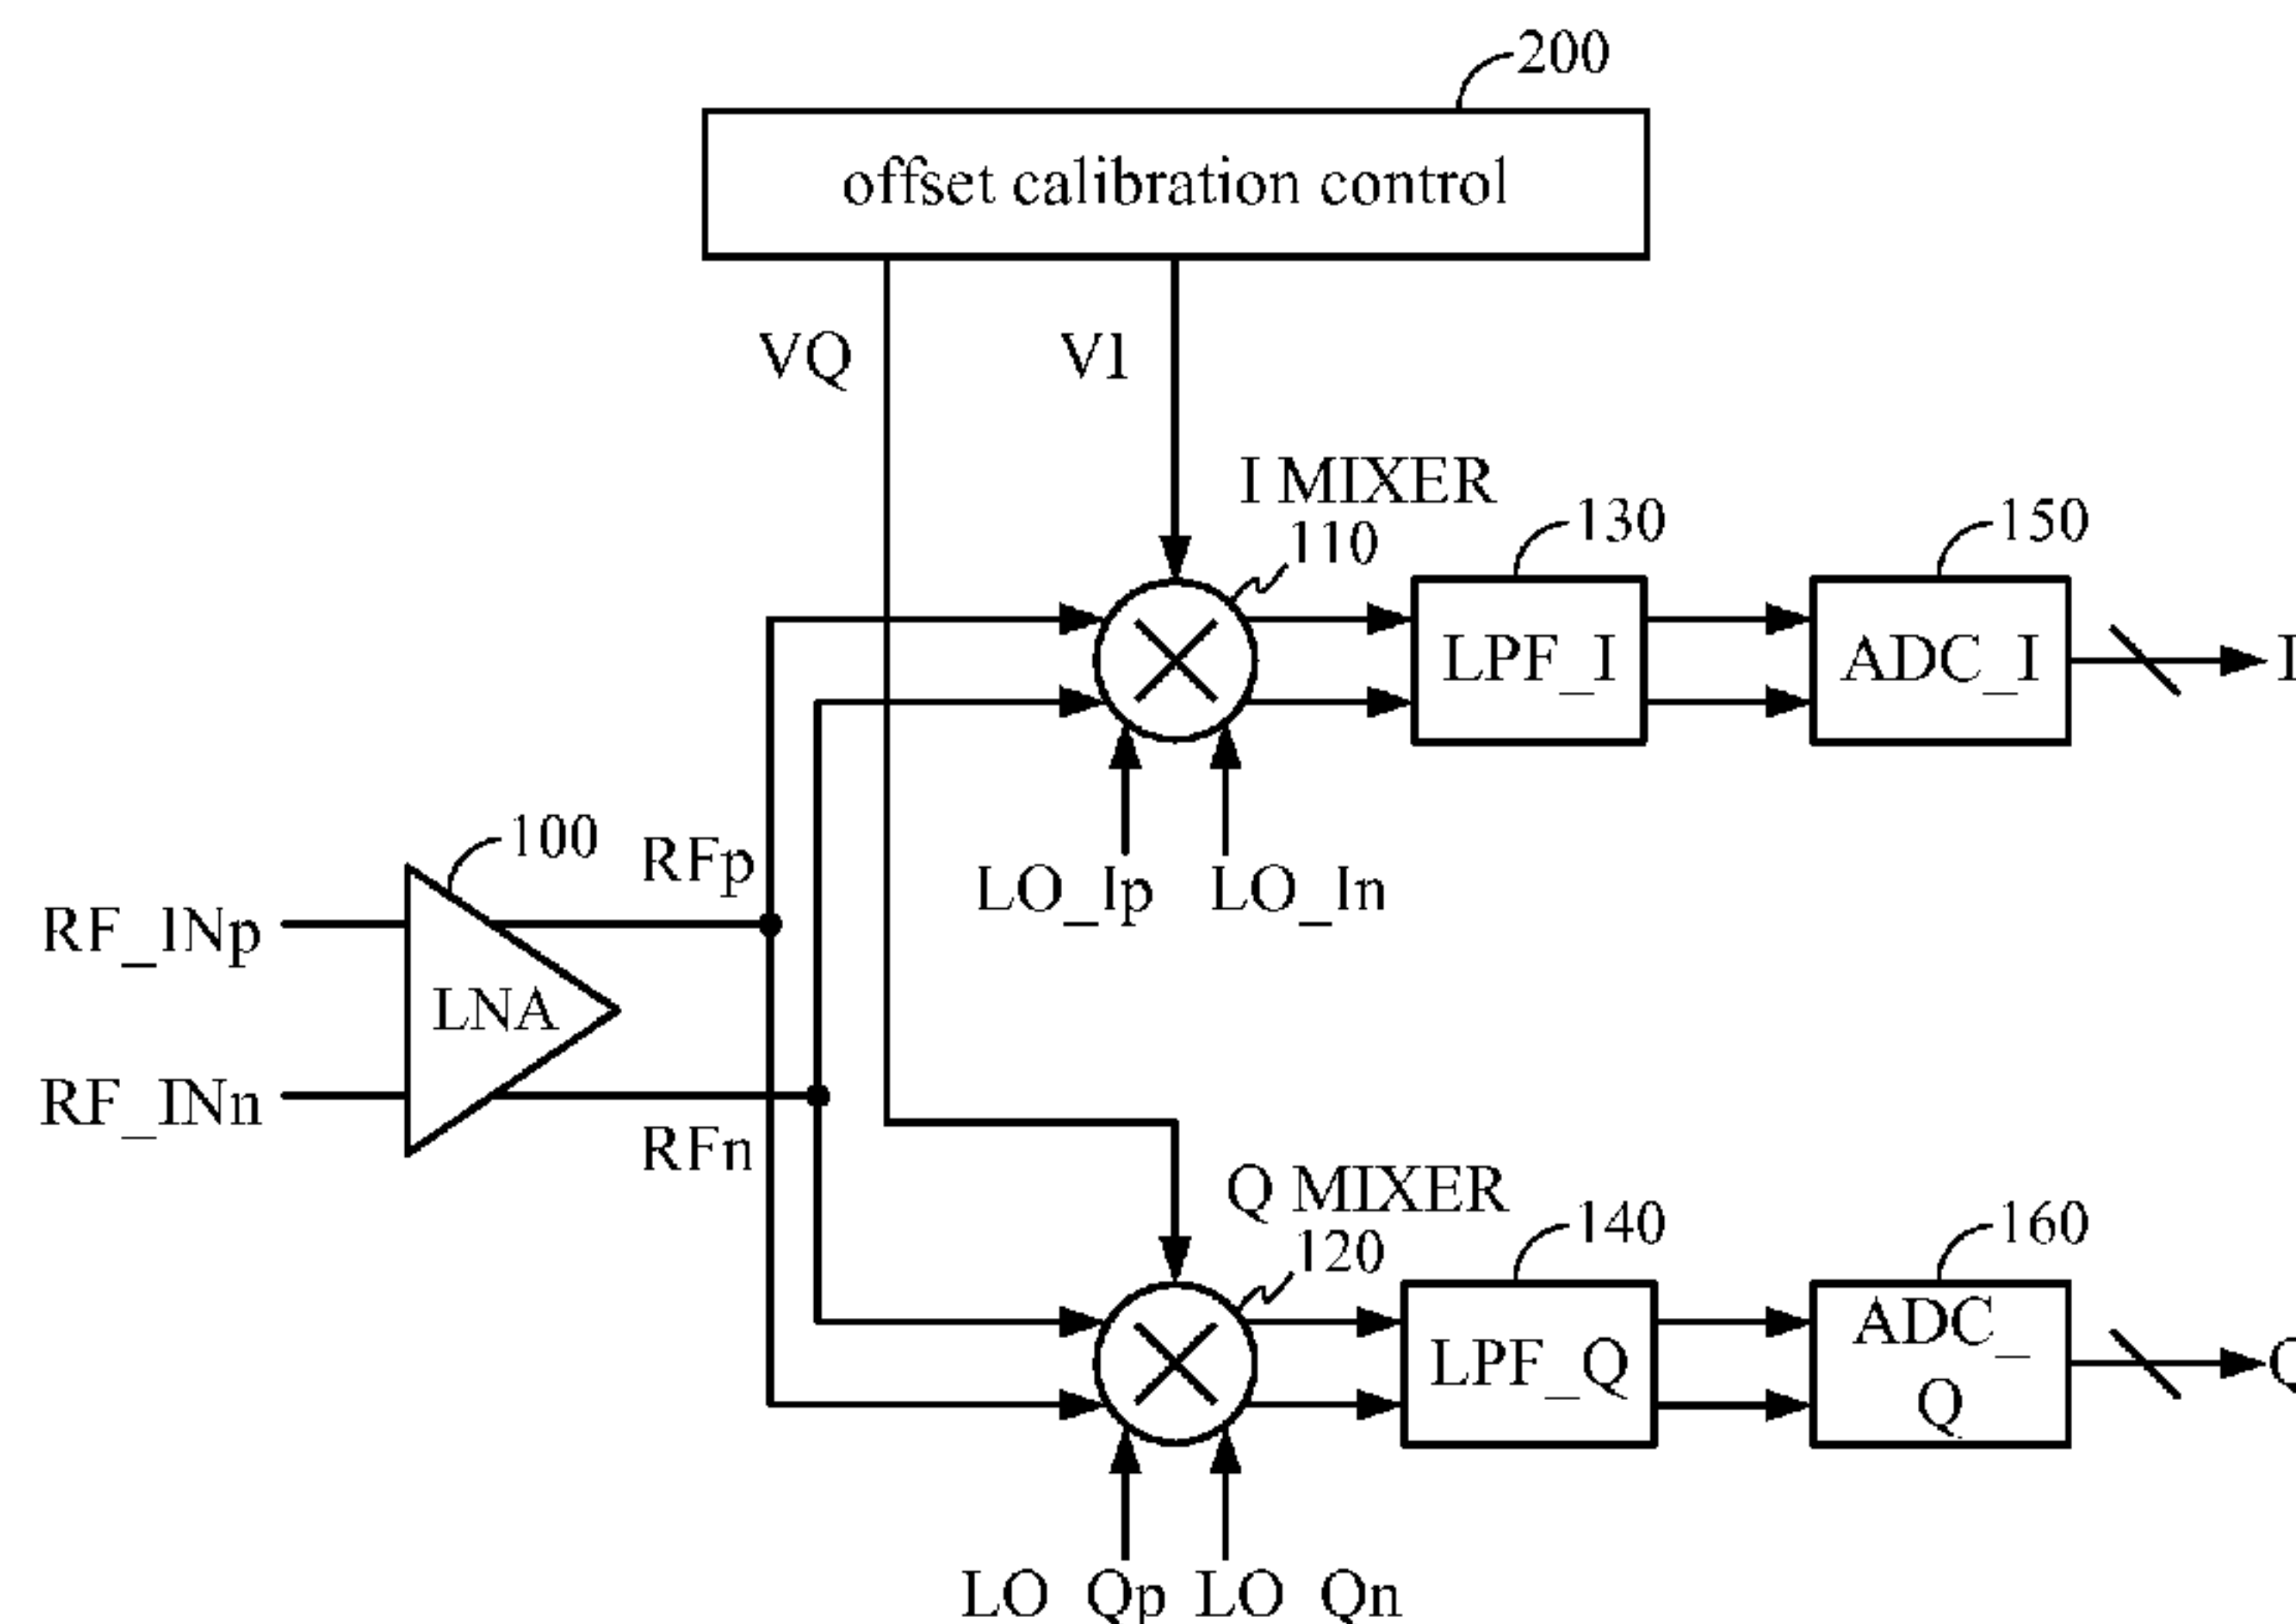 200
offset calibration control
VQ
VI
I MIXER
110
130
150
LPF_I
ADC_I
I
100
RFp
LO_Ip
LO_In
RF_INp
LNA
RF_INn
RFn
Q MIXER
120
140
160
LPF_Q
ADC_
Q
Q
LO_Qp
LO_Qn